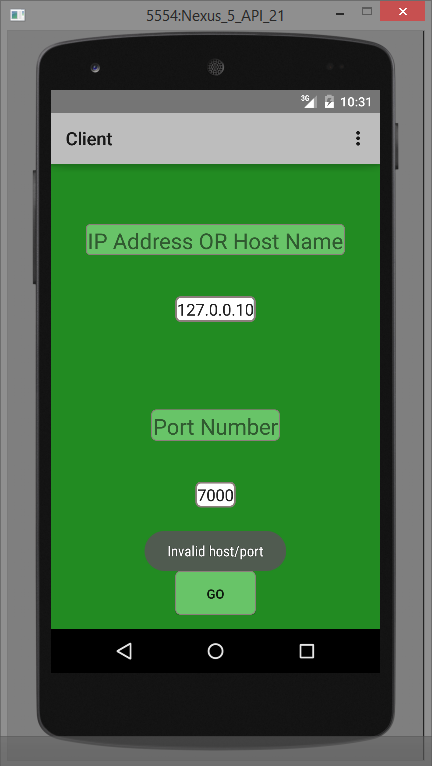 5554:Nexus_5_API_21
3G 10:31
Client
IP Address OR Host Name
127.0.0.10
Port Number
7000
Invalid host/port
GO